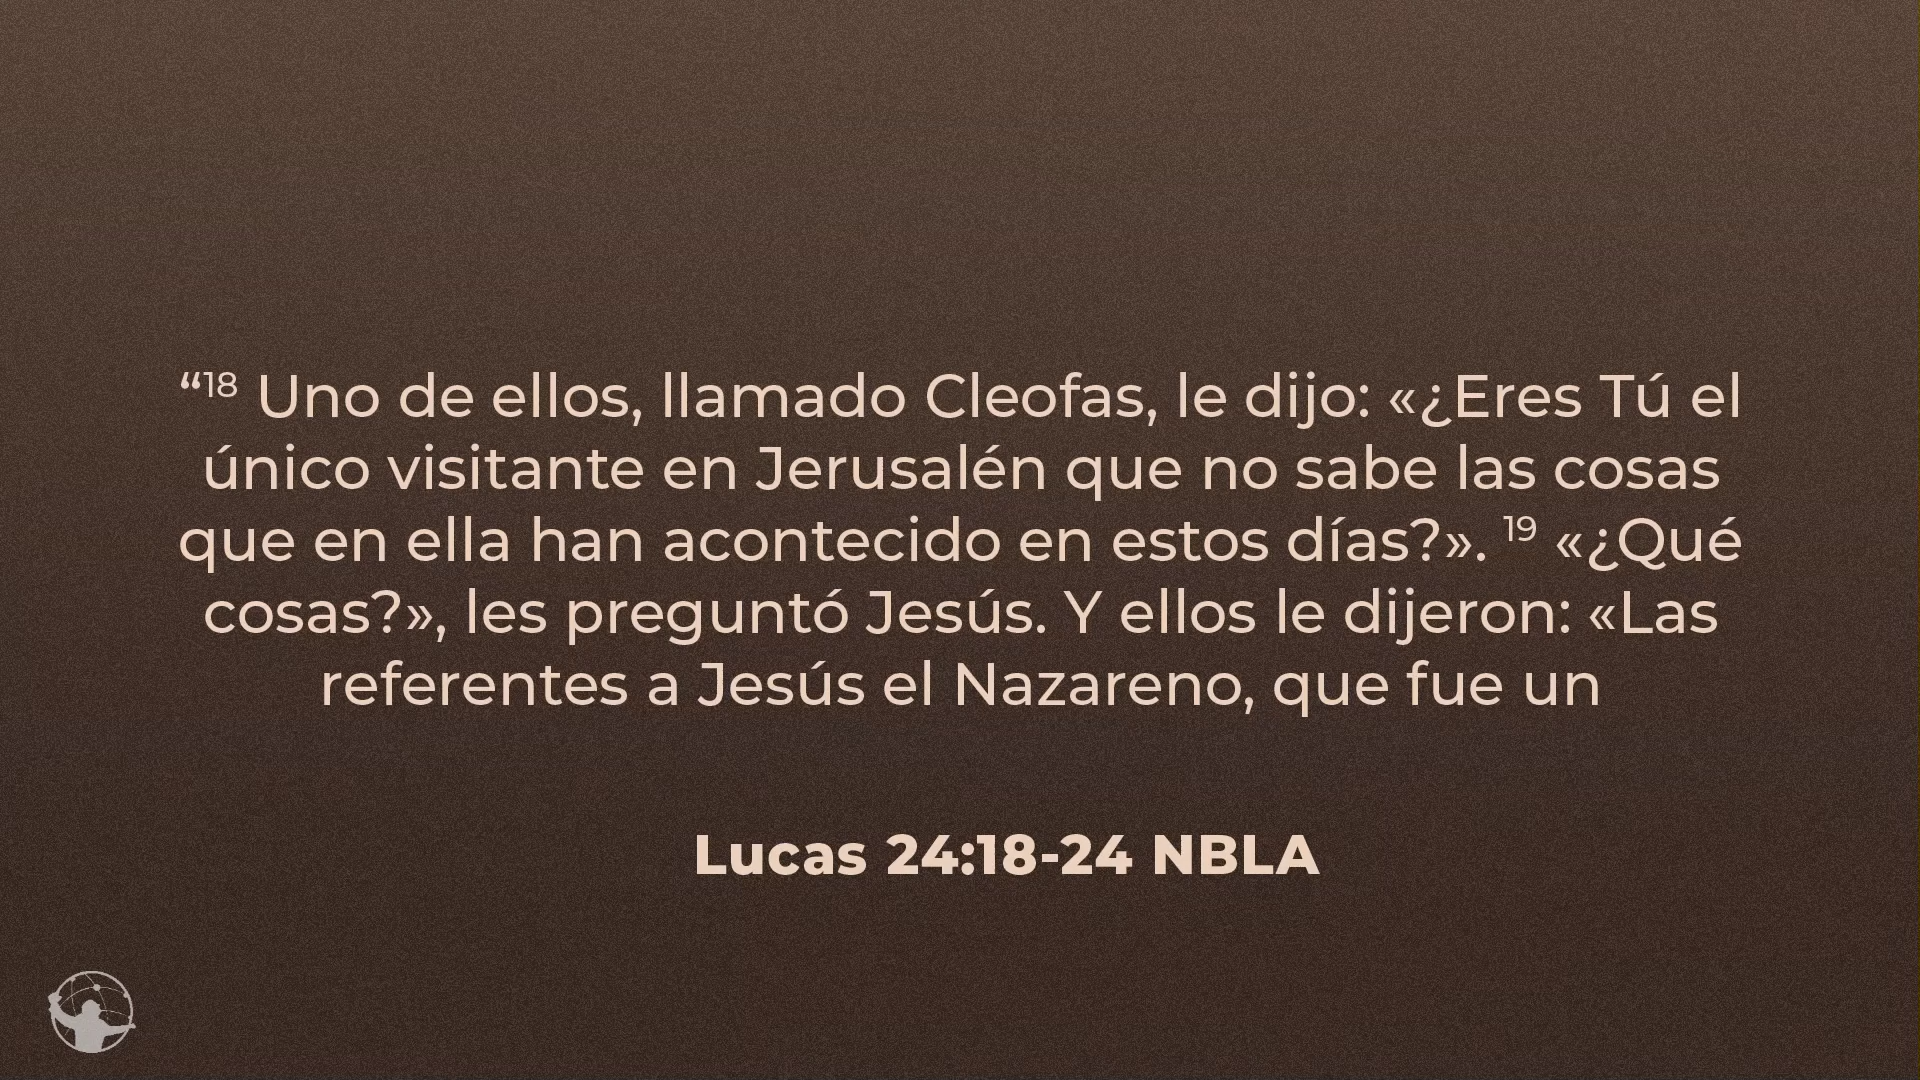 “18 Uno de ellos, llamado Cleofas, le dijo: «¿Eres Tú el
único visitante en Jerusalén que no sabe las cosas
que en ella han acontecido en estos días?». 19 «¿Qué
cosas?», les preguntó Jesús. Y ellos le dijeron: «Las
referentes a Jesús el Nazareno, que fue un
Lucas 24:18-24 NBLA